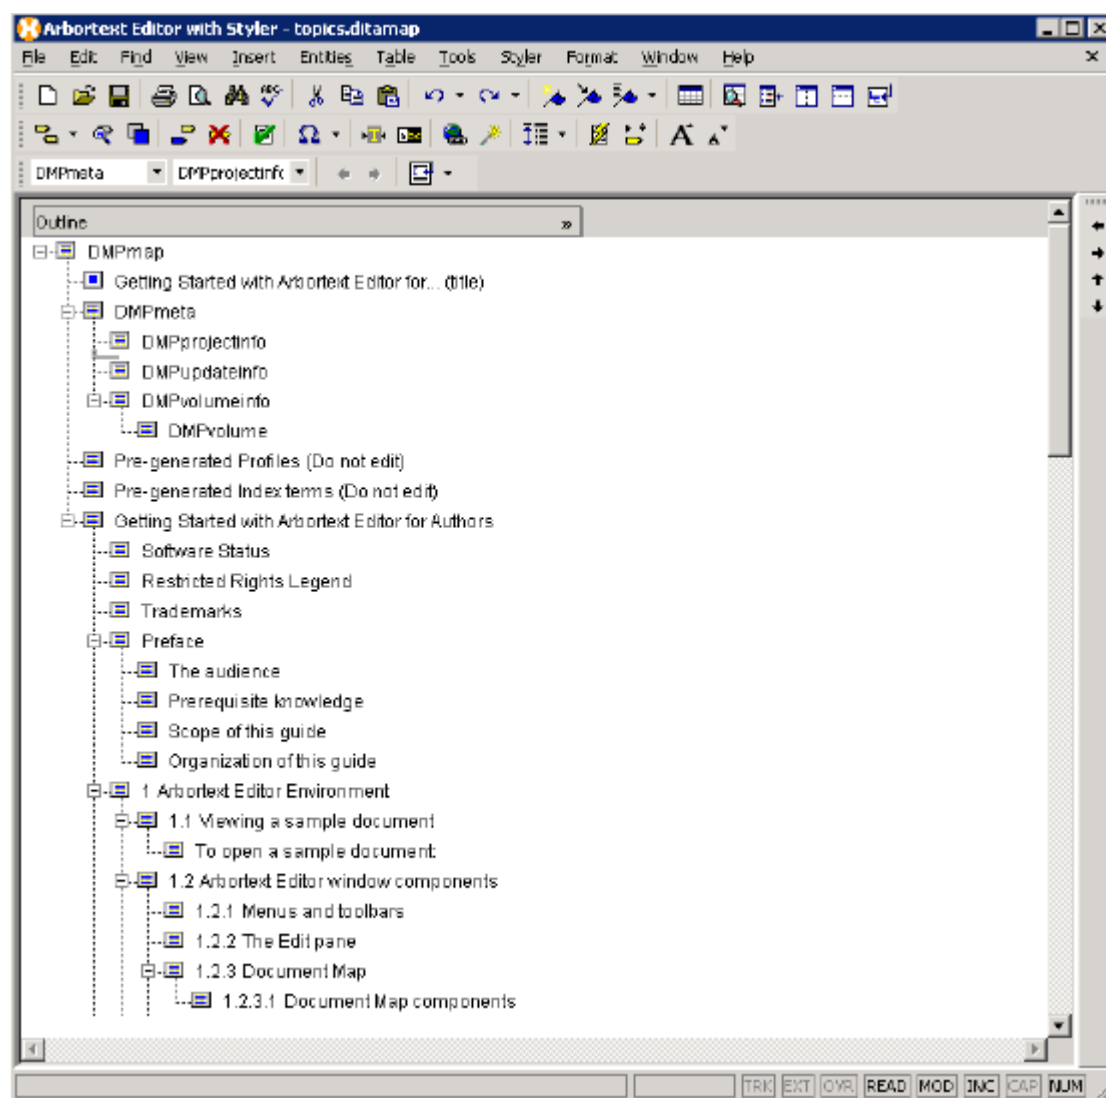 Arbortext Editor with Styler - topics.ditamap
File Edit Find View Insert Entities Table Tools Styler Format Window Help
DMPmeta DMPprojectinfo
Outline »
DMPmap
Getting Started with Arbortext Editor for... (title)
DMPmeta
DMPprojectinfo
DMPupdateinfo
DMPvolumeinfo
DMPvolume
Pre-generated Profiles (Do not edit)
Pre-generated Index terms (Do not edit)
Getting Started with Arbortext Editor for Authors
Software Status
Restricted Rights Legend
Trademarks
Preface
The audience
Prerequisite knowledge
Scope of this guide
Organization of this guide
1 Arbortext Editor Environment
1.1 Viewing a sample document
To open a sample document
1.2 Arbortext Editor window components
1.2.1 Menus and toolbars
1.2.2 The Edit pane
1.2.3 Document Map
1.2.3.1 Document Map components
TRK EXT OVR READ MOD INC CAP NUM